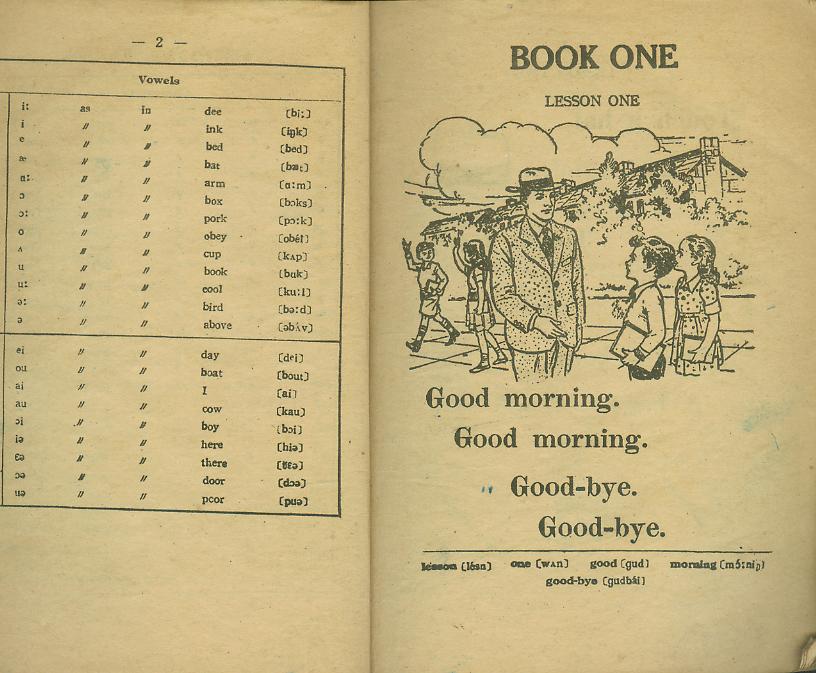 — 2 —
Vowels
i: as in dee [bi:]
i 〃 〃 ink [iŋk]
e 〃 〃 bed [bed]
æ 〃 〃 bat [bæt]
ɑ: 〃 〃 arm [ɑ:m]
ɔ 〃 〃 box [bɔks]
ɔ: 〃 〃 pork [pɔ:k]
o 〃 〃 obey [obéi]
ʌ 〃 〃 cup [kʌp]
u 〃 〃 book [buk]
u: 〃 〃 cool [ku:l]
ə: 〃 〃 bird [bə:d]
ə 〃 〃 above [əbʌ́v]
ei 〃 〃 day [dei]
ou 〃 〃 boat [bout]
ai 〃 〃 I [ai]
au 〃 〃 cow [kau]
ɔi 〃 〃 boy [bɔi]
iə 〃 〃 here [hiə]
ɛə 〃 〃 there [ðɛə]
ɔə 〃 〃 door [dɔə]
uə 〃 〃 pcor [puə]
BOOK ONE
LESSON ONE
Good morning.
Good morning.
Good-bye.
Good-bye.
lesson [lésn] one [wʌn] good [gud] morning [mɔ́:niŋ]
good-bye [gudbái]